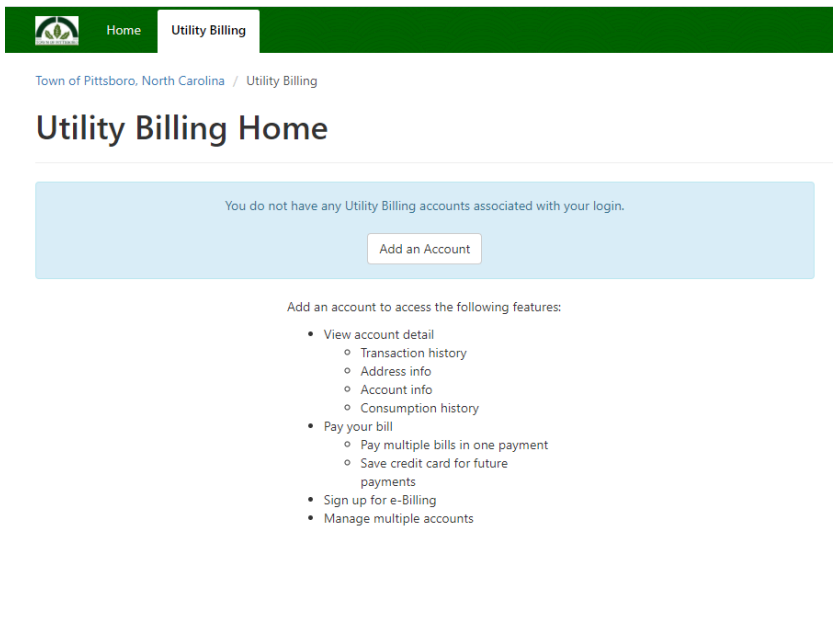 Home
Utility Billing
Town of Pittsboro, North Carolina / Utility Billing
Utility Billing Home
You do not have any Utility Billing accounts associated with your login.
Add an Account
Add an account to access the following features:
View account detail
Transaction history
Address info
Account info
Consumption history
Pay your bill
Pay multiple bills in one payment
Save credit card for future
payments
Sign up for e-Billing
Manage multiple accounts